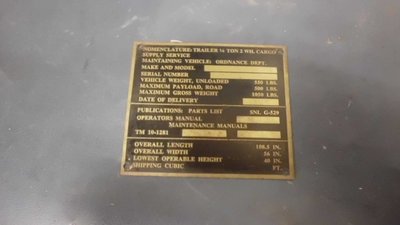 NOMENCLATURE: TRAILER ¼ TON 2 WH. CARGO
SUPPLY SERVICE
MAINTAINING VEHICLE: ORDNANCE DEPT.
MAKE AND MODEL
SERIAL NUMBER
VEHICLE WEIGHT, UNLOADED 550 LBS.
MAXIMUM PAYLOAD, ROAD 500 LBS.
MAXIMUM GROSS WEIGHT 1050 LBS.
DATE OF DELIVERY
PUBLICATIONS: PARTS LIST SNL G-529
OPERATORS MANUAL
MAINTENANCE MANUALS
TM 10-1281
OVERALL LENGTH 108.5 IN.
OVERALL WIDTH 56 IN.
LOWEST OPERABLE HEIGHT 40 IN.
SHIPPING CUBIC FT.